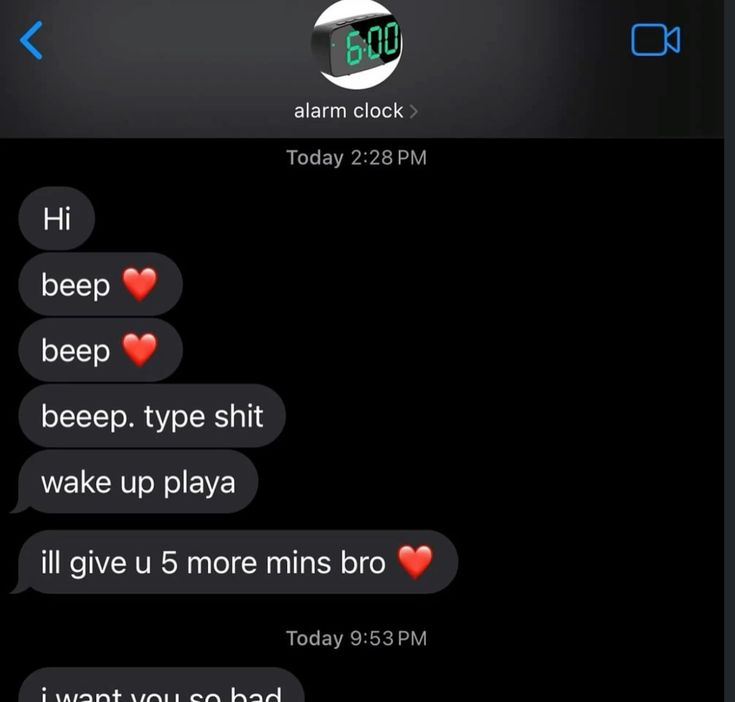 6:00
alarm clock
Today 2:28 PM
Hi
beep ❤️
beep ❤️
beeep. type shit
wake up playa
ill give u 5 more mins bro ❤️
Today 9:53 PM
i want you so bad